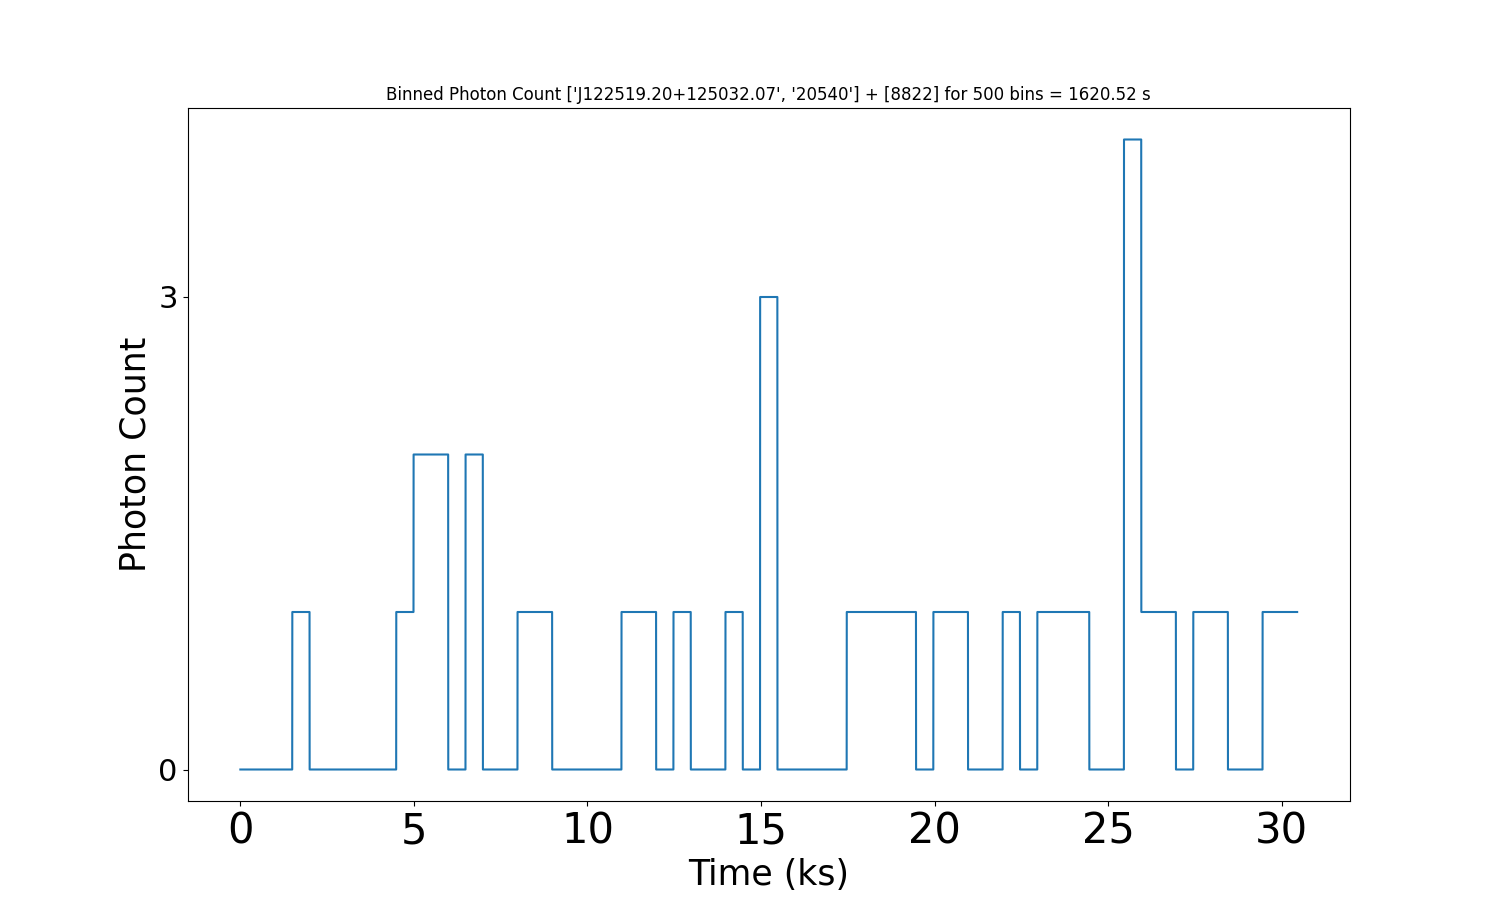 Binned Photon Count ['J122519.20+125032.07', '20540'] + [8822] for 500 bins = 1620.52 s
3
Photon Count
0
0 5 10 15 20 25 30
Time (ks)